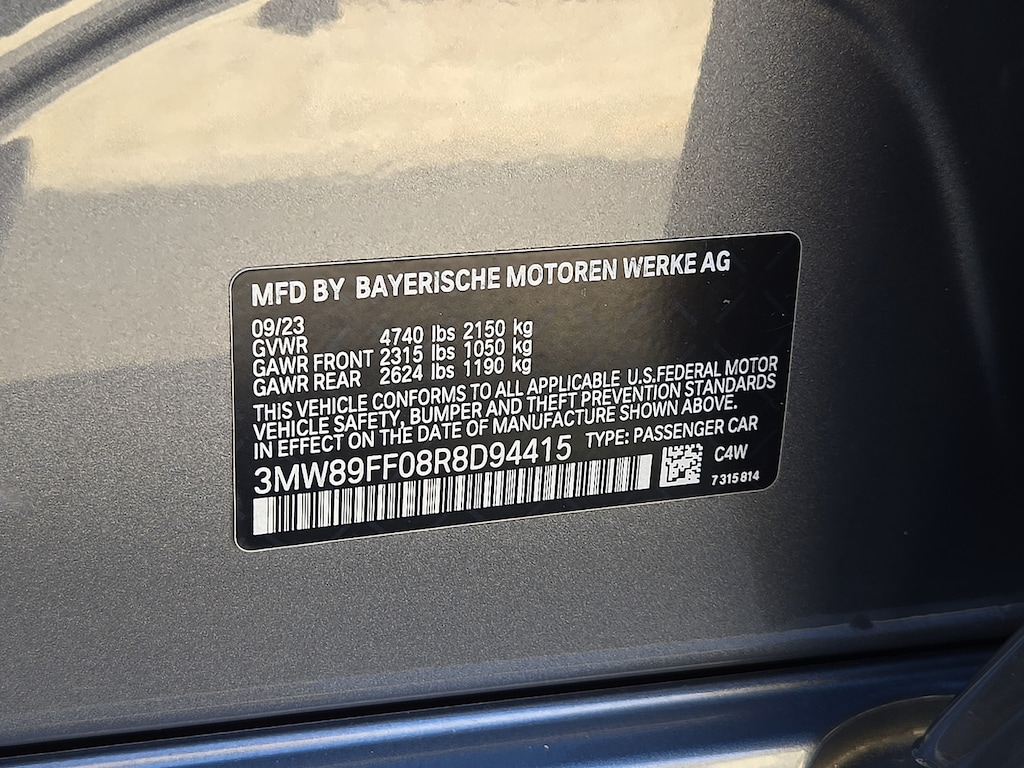 MFD BY BAYERISCHE MOTOREN WERKE AG
09/23
GVWR 4740 lbs 2150 kg
GAWR FRONT 2315 lbs 1050 kg
GAWR REAR 2624 lbs 1190 kg
THIS VEHICLE CONFORMS TO ALL APPLICABLE U.S.FEDERAL MOTOR
VEHICLE SAFETY, BUMPER AND THEFT PREVENTION STANDARDS
IN EFFECT ON THE DATE OF MANUFACTURE SHOWN ABOVE.
3MW89FF08R8D94415 TYPE: PASSENGER CAR
C4W
7 315 814